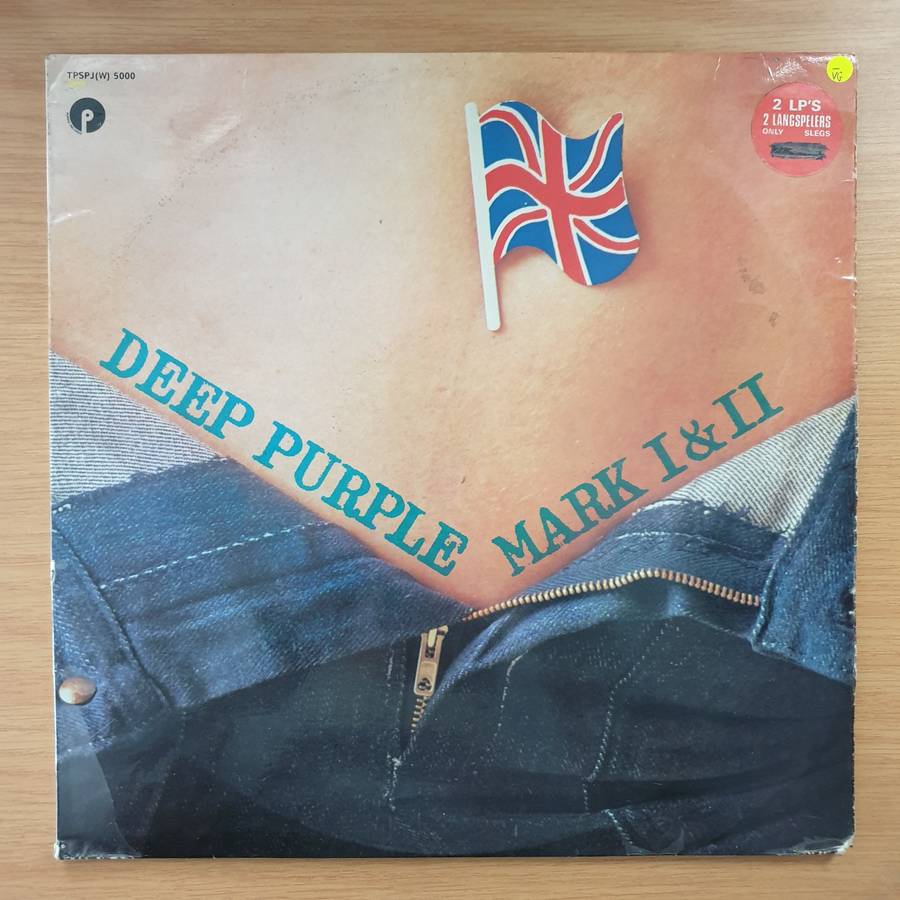 TPSPJ(W) 5000
P
VG
2 LP'S
2 LANGSPELERS
ONLY SLEGS
DEEP PURPLE
MARK I & II